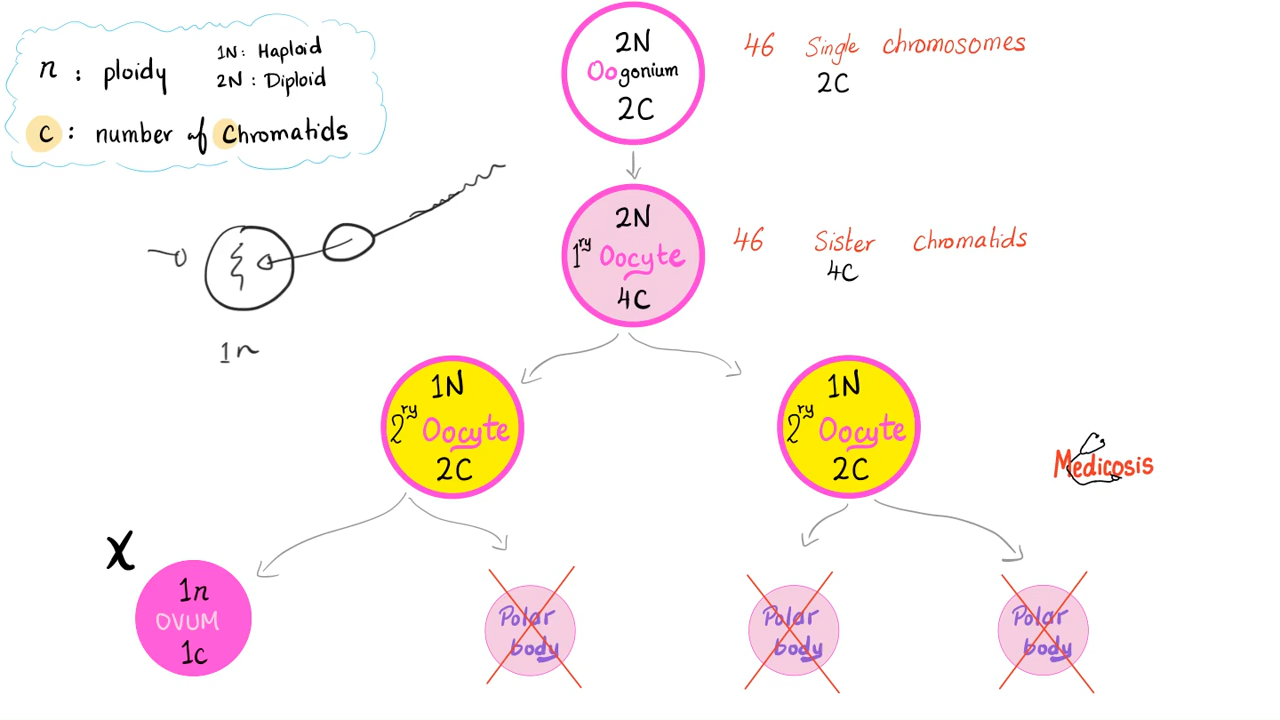 n : ploidy
1N: Haploid
2N : Diploid
c : number of Chromatids
2N
Oogonium
2C
46 Single chromosomes
2C
2N
1ry Oocyte
4C
46 Sister chromatids
4C
1n
1N
2ry Oocyte
2C
1N
2ry Oocyte
2C
Medicosis
X
1n
OVUM
1c
Polar
body
Polar
body
Polar
body